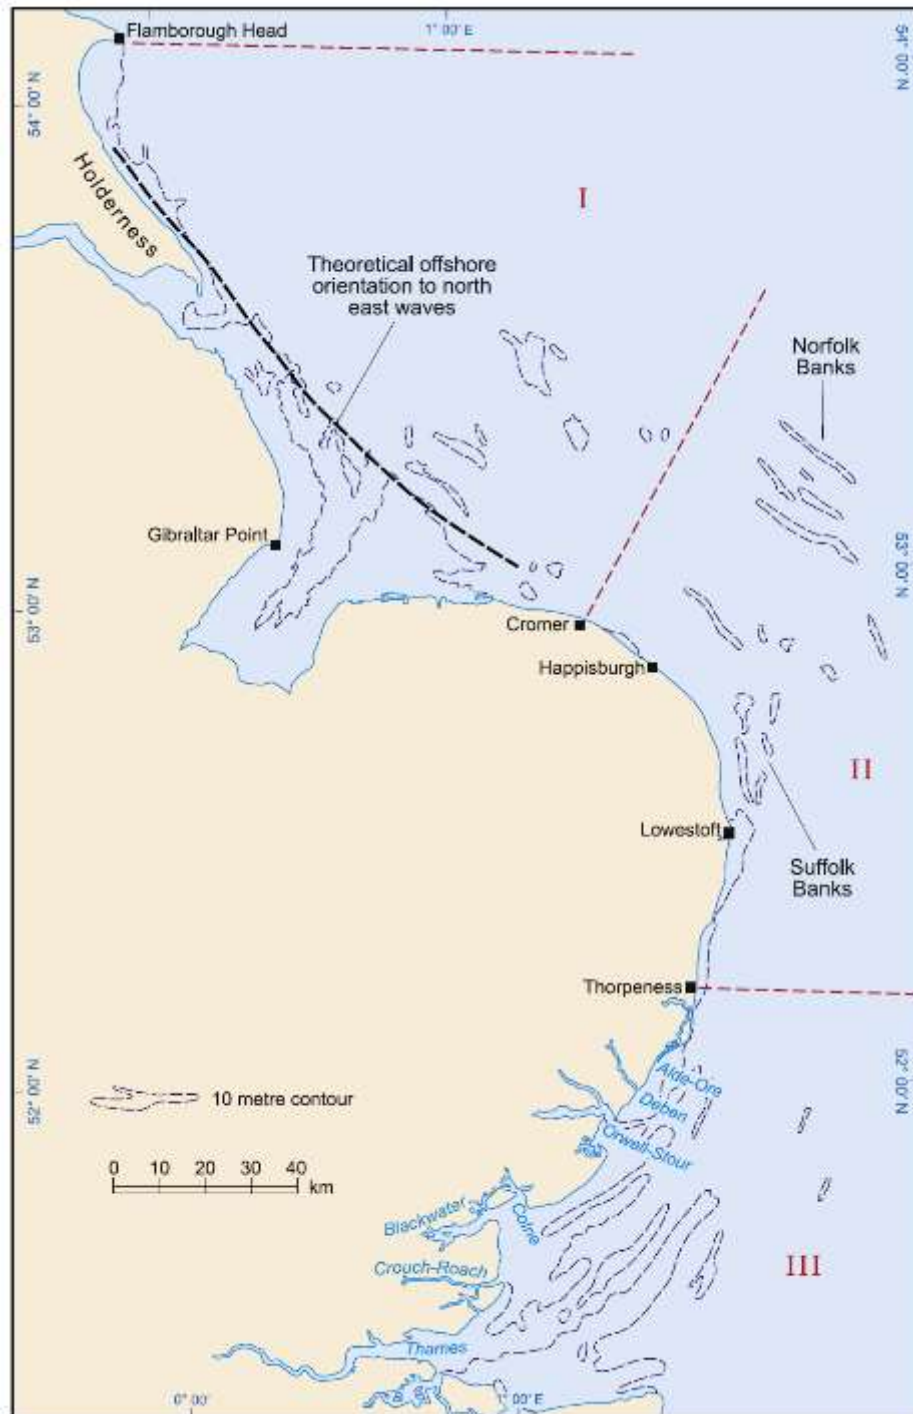 Flamborough Head
1° 00' E
54° 00' N
54° 00' N
Holderness
I
Theoretical offshore
orientation to north
east waves
Norfolk
Banks
Gibraltar Point
53° 00' N
53° 00' N
Cromer
Happisburgh
II
Lowestoft
Suffolk
Banks
Thorpeness
52° 00' N
52° 00' N
Alde-Ore
Deben
Orwell-Stour
10 metre contour
0 10 20 30 40
km
Blackwater
Colne
Crouch-Roach
III
Thames
0° 00'
1° 00' E